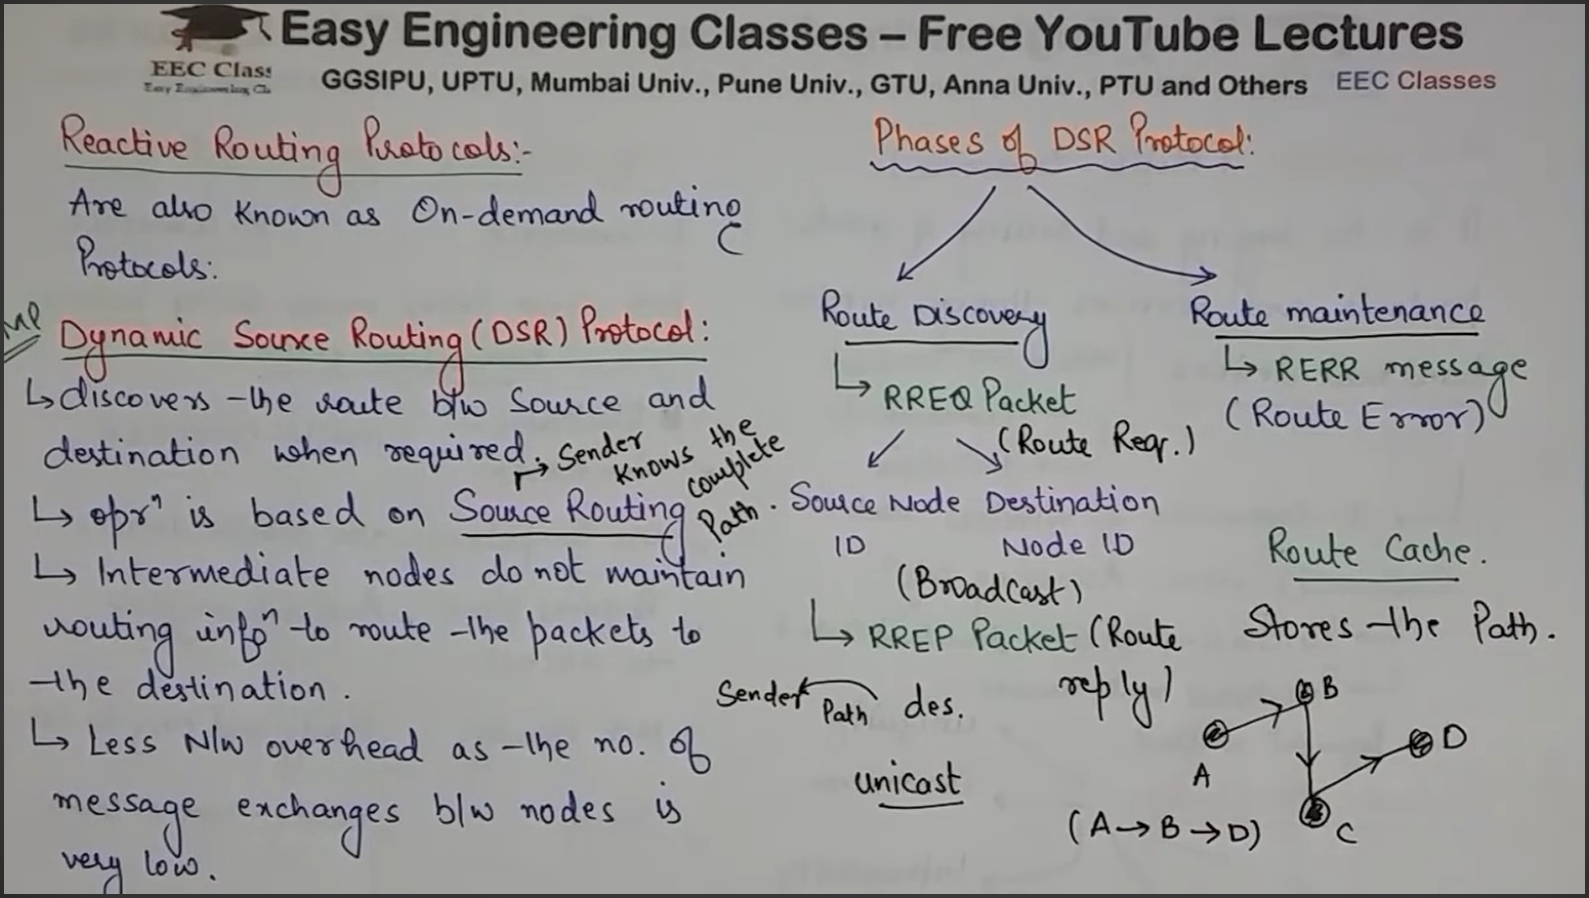 Easy Engineering Classes – Free YouTube Lectures
EEC Class
GGSIPU, UPTU, Mumbai Univ., Pune Univ., GTU, Anna Univ., PTU and Others EEC Classes
Reactive Routing Protocols:-
Are also known as On-demand routing
Protocols:
Imp
Dynamic Source Routing (DSR) Protocol:
↳ discovers the route b/w source and
destination when required.
→ Sender knows the complete Path.
↳ oprⁿ is based on Source Routing
↳ Intermediate nodes do not maintain
routing infoⁿ to route the packets to
the destination.
↳ Less N/w overhead as the no. of
message exchanges b/w nodes is
very low.
Phases of DSR Protocol:
Route Discovery
↳ RREQ Packet
(Route Req.)
Source Node
ID
Destination
Node ID
(Broadcast)
↳ RREP Packet (Route
reply)
Sender Path des.
unicast
Route maintenance
↳ RERR message
(Route Error)
Route Cache.
Stores the Path.
A B C D
(A→B→D)